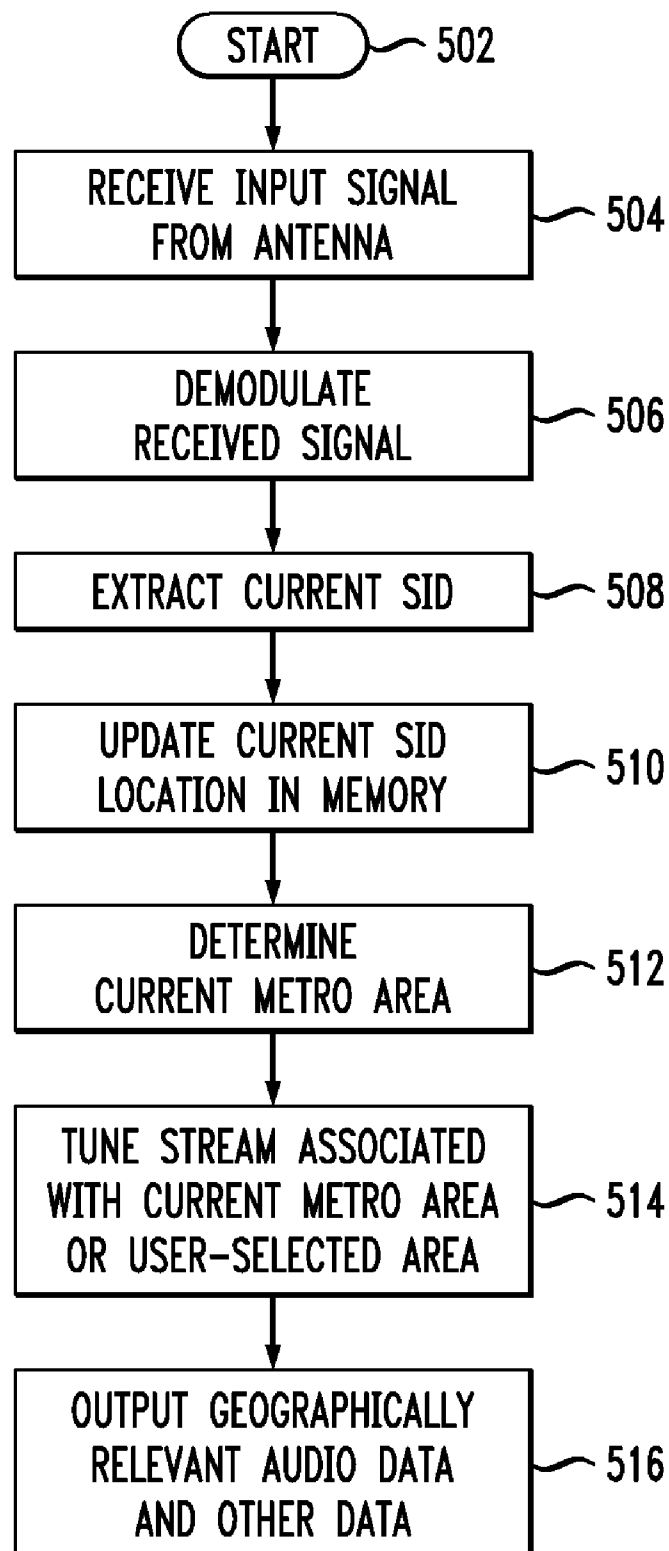 START
502
RECEIVE INPUT SIGNAL
FROM ANTENNA
504
DEMODULATE
RECEIVED SIGNAL
506
EXTRACT CURRENT SID
508
UPDATE CURRENT SID
LOCATION IN MEMORY
510
DETERMINE
CURRENT METRO AREA
512
TUNE STREAM ASSOCIATED
WITH CURRENT METRO AREA
OR USER-SELECTED AREA
514
OUTPUT GEOGRAPHICALLY
RELEVANT AUDIO DATA
AND OTHER DATA
516